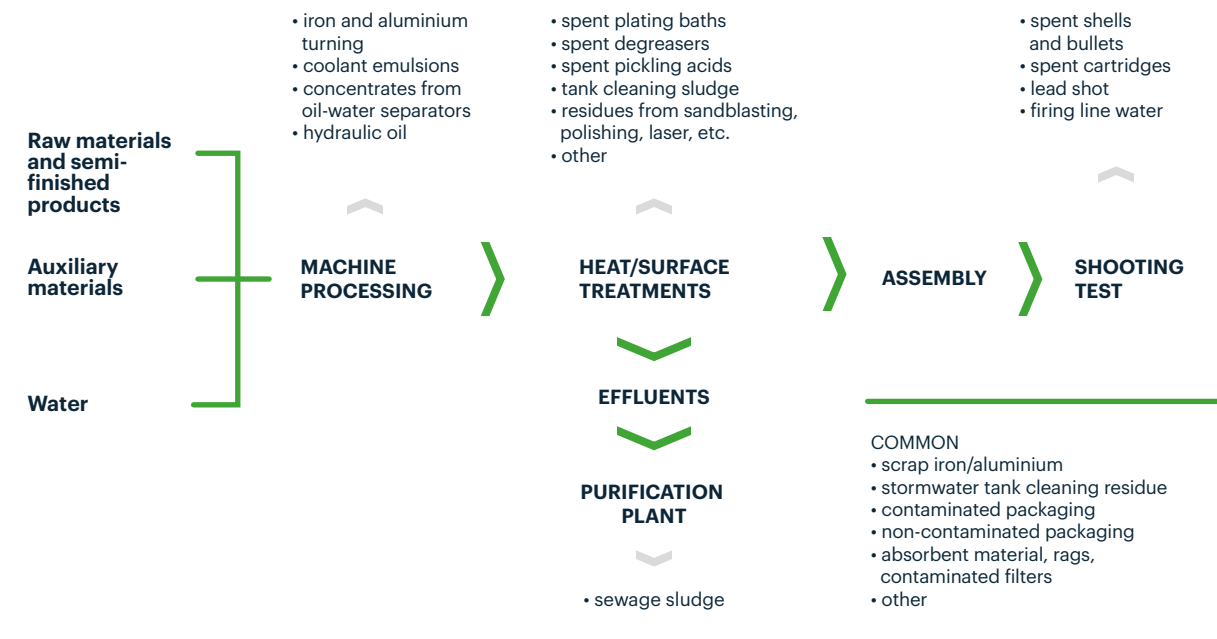 • iron and aluminium
turning
• coolant emulsions
• concentrates from
oil-water separators
• hydraulic oil
• spent plating baths
• spent degreasers
• spent pickling acids
• tank cleaning sludge
• residues from sandblasting,
polishing, laser, etc.
• other
• spent shells
and bullets
• spent cartridges
• lead shot
• firing line water
Raw materials
and semi-
finished
products
Auxiliary
materials
Water
MACHINE
PROCESSING
HEAT/SURFACE
TREATMENTS
ASSEMBLY
SHOOTING
TEST
EFFLUENTS
PURIFICATION
PLANT
• sewage sludge
COMMON
• scrap iron/aluminium
• stormwater tank cleaning residue
• contaminated packaging
• non-contaminated packaging
• absorbent material, rags,
contaminated filters
• other